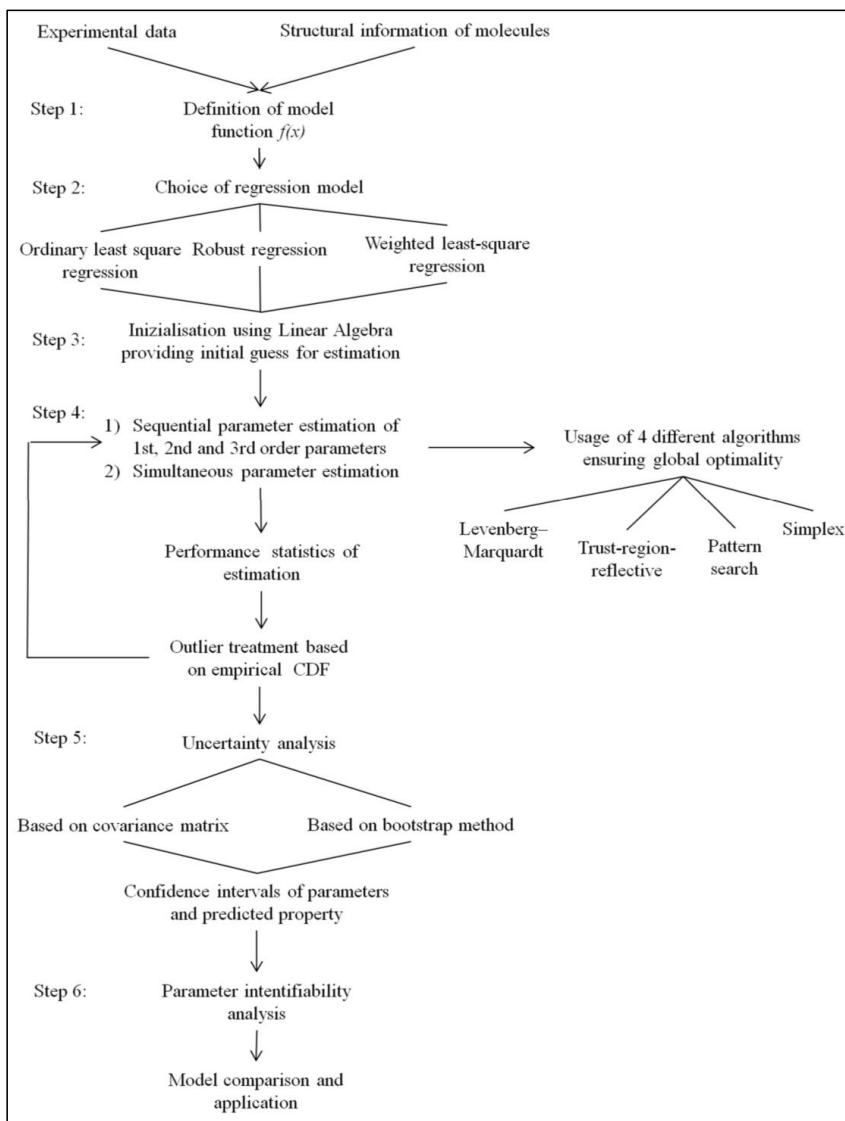 Experimental data
Structural information of molecules
Step 1:
Definition of model
function f(x)
Step 2:
Choice of regression model
Ordinary least square
regression
Robust regression
Weighted least-square
regression
Step 3:
Inizialisation using Linear Algebra
providing initial guess for estimation
Step 4:
1) Sequential parameter estimation of
1st, 2nd and 3rd order parameters
2) Simultaneous parameter estimation
Usage of 4 different algorithms
ensuring global optimality
Levenberg–
Marquardt
Trust-region-
reflective
Pattern
search
Simplex
Performance statistics of
estimation
Outlier treatment based
on empirical CDF
Step 5:
Uncertainty analysis
Based on covariance matrix
Based on bootstrap method
Confidence intervals of parameters
and predicted property
Step 6:
Parameter intentifiability
analysis
Model comparison and
application